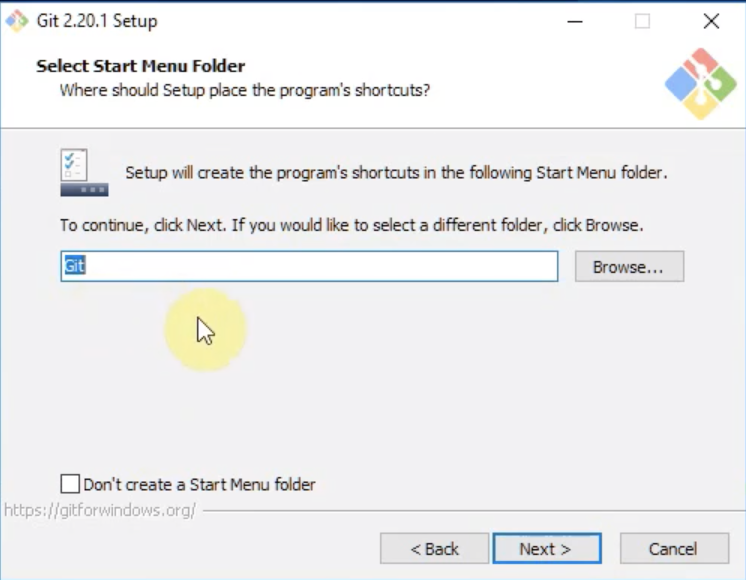 Git 2.20.1 Setup
Select Start Menu Folder
Where should Setup place the program's shortcuts?
Setup will create the program's shortcuts in the following Start Menu folder.
To continue, click Next. If you would like to select a different folder, click Browse.
Git
Browse...
Don't create a Start Menu folder
https://gitforwindows.org/
< Back
Next >
Cancel